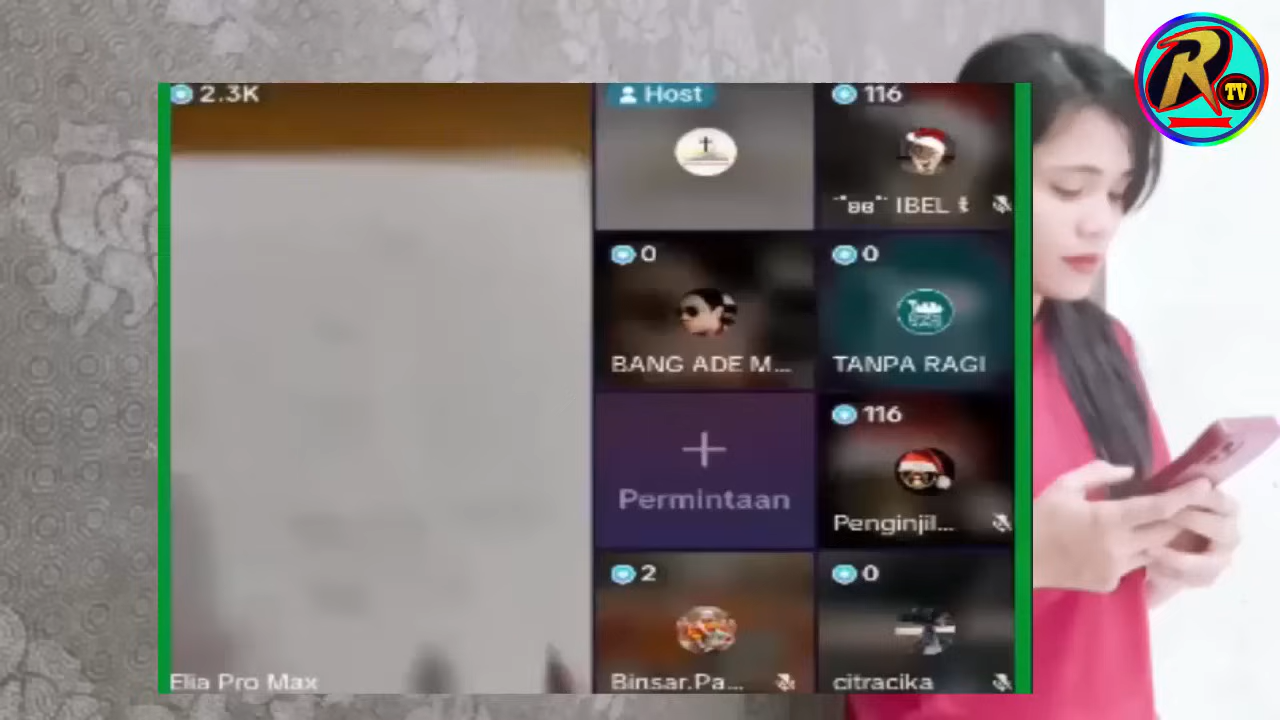 R
TV
2.3K
Host
116
IBEL
0
BANG ADE M...
0
TANPA RAGI
Permintaan
116
Penginjil...
2
Binsar.Pa...
0
citracika
Elia Pro Max